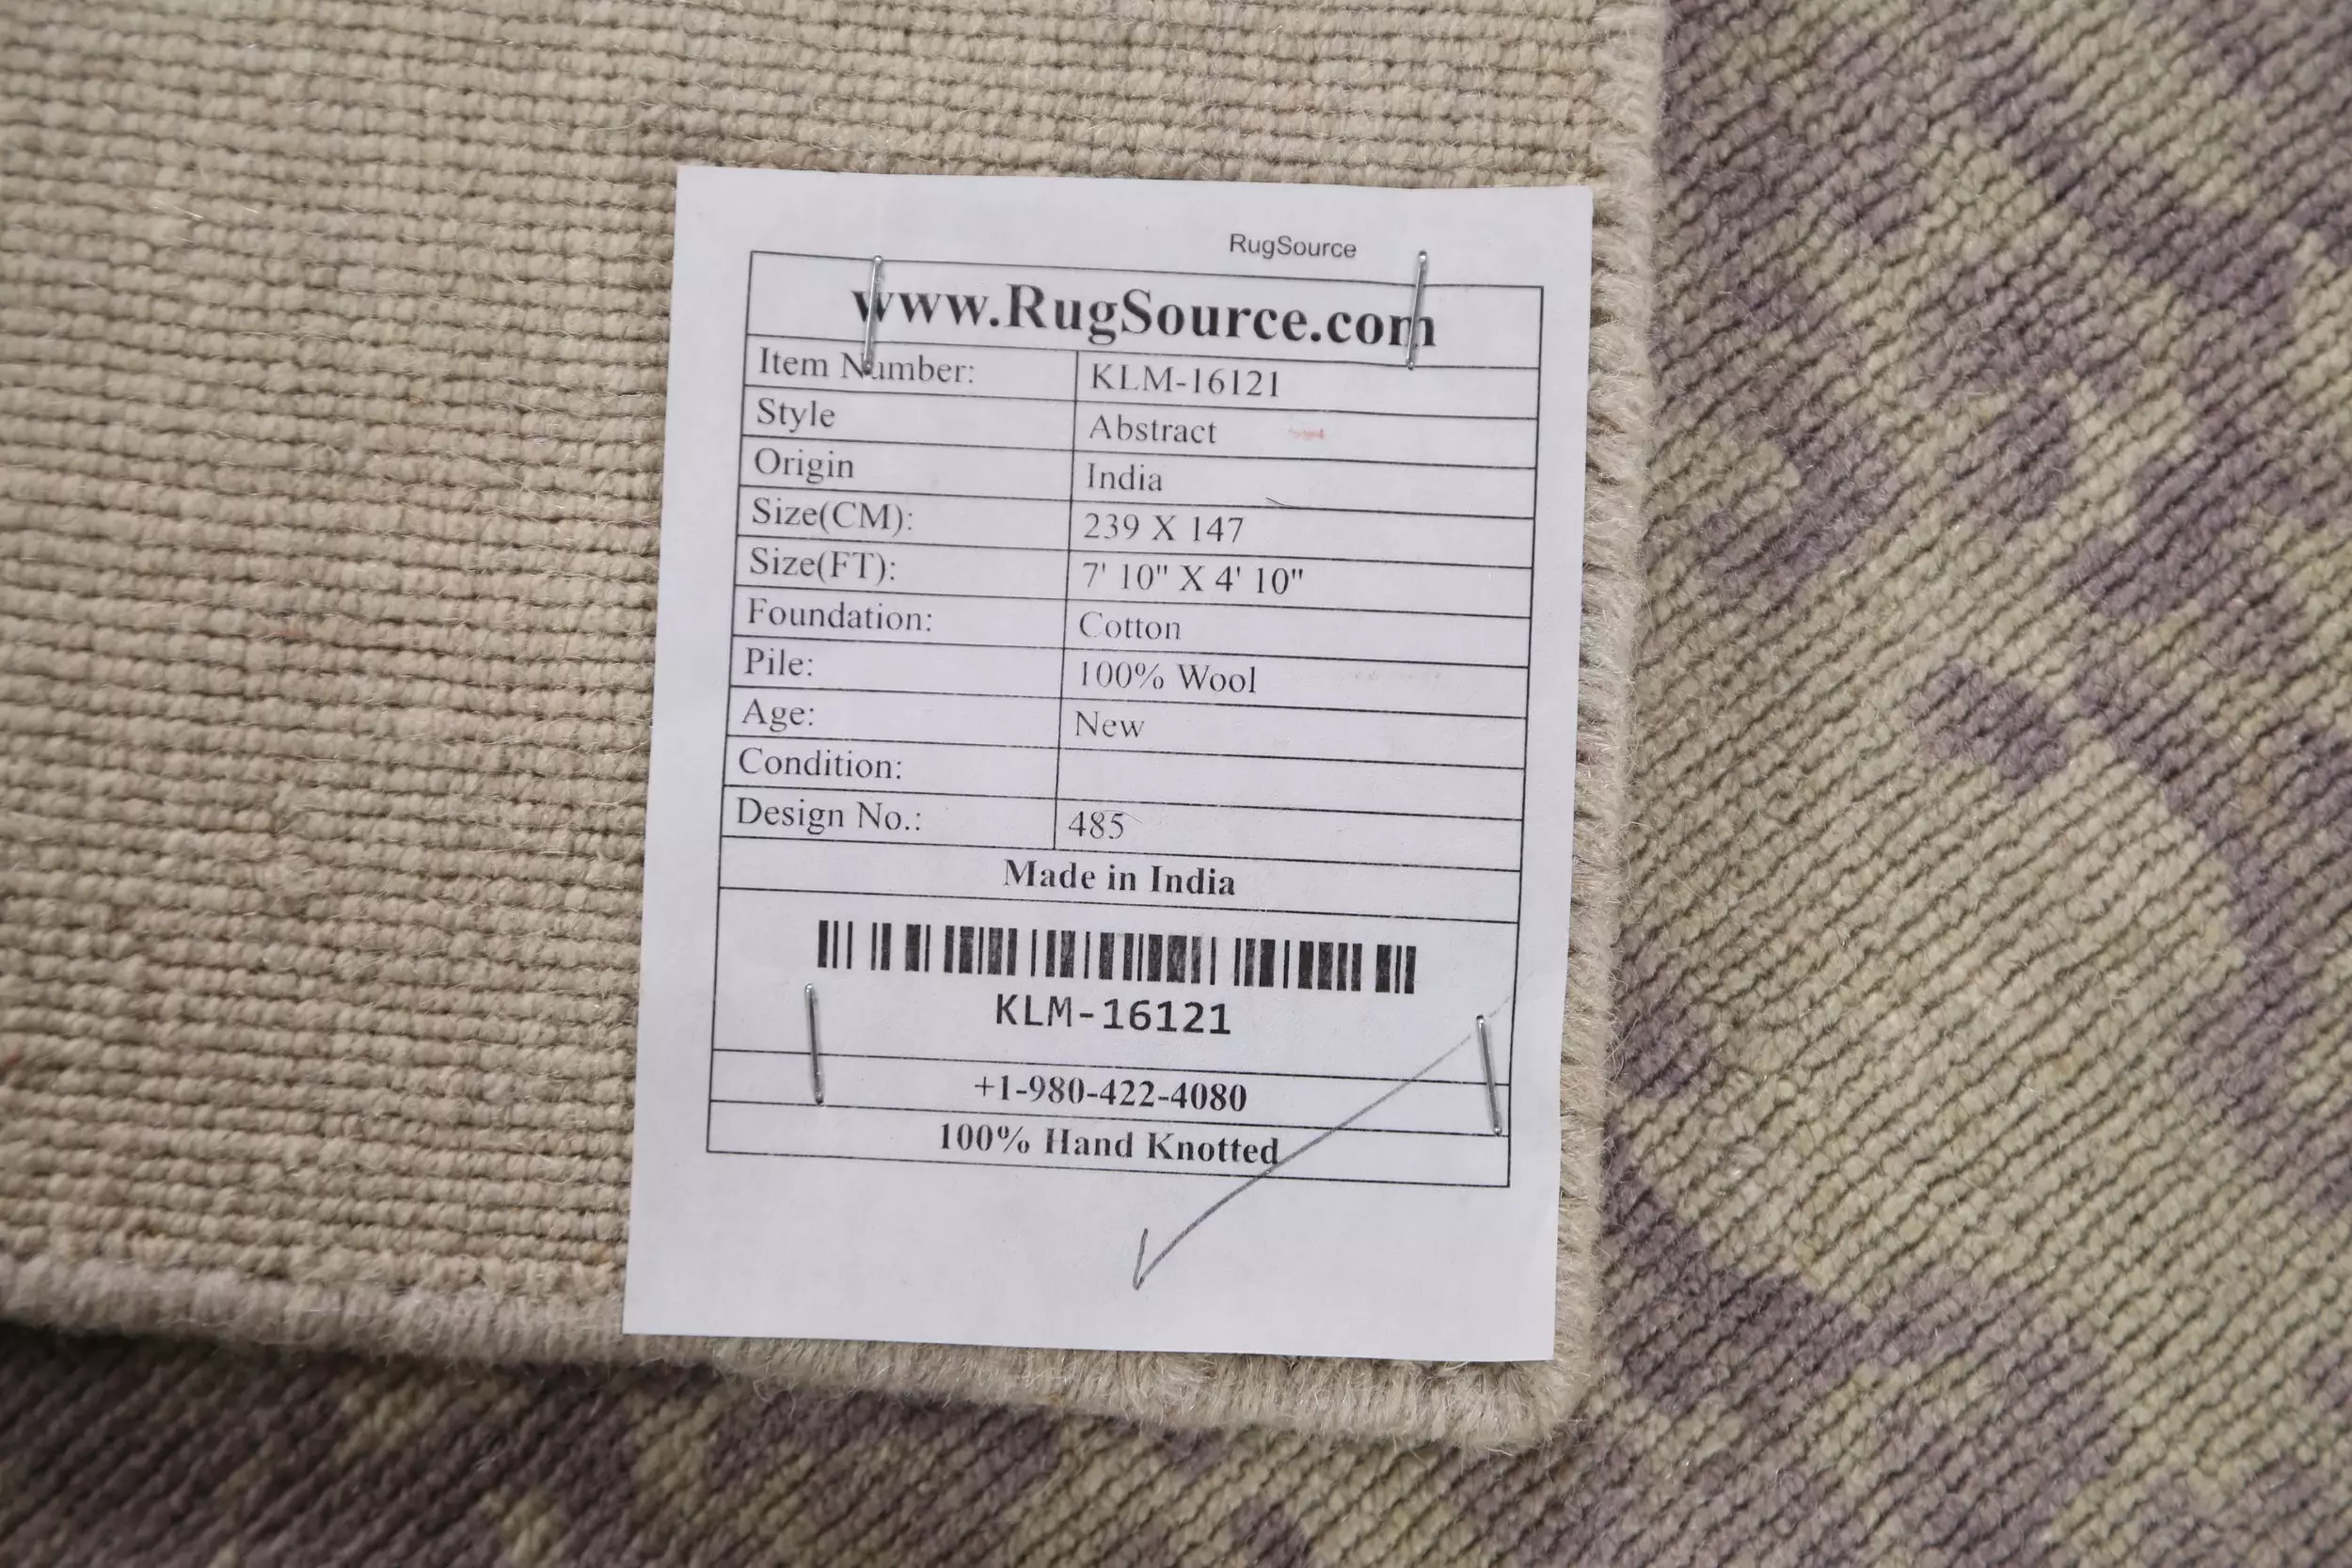 RugSource
www.RugSource.com
Item Number: KLM-16121
Style Abstract
Origin India
Size(CM): 239 X 147
Size(FT): 7' 10" X 4' 10"
Foundation: Cotton
Pile: 100% Wool
Age: New
Condition:
Design No.: 485
Made in India
KLM-16121
+1-980-422-4080
100% Hand Knotted